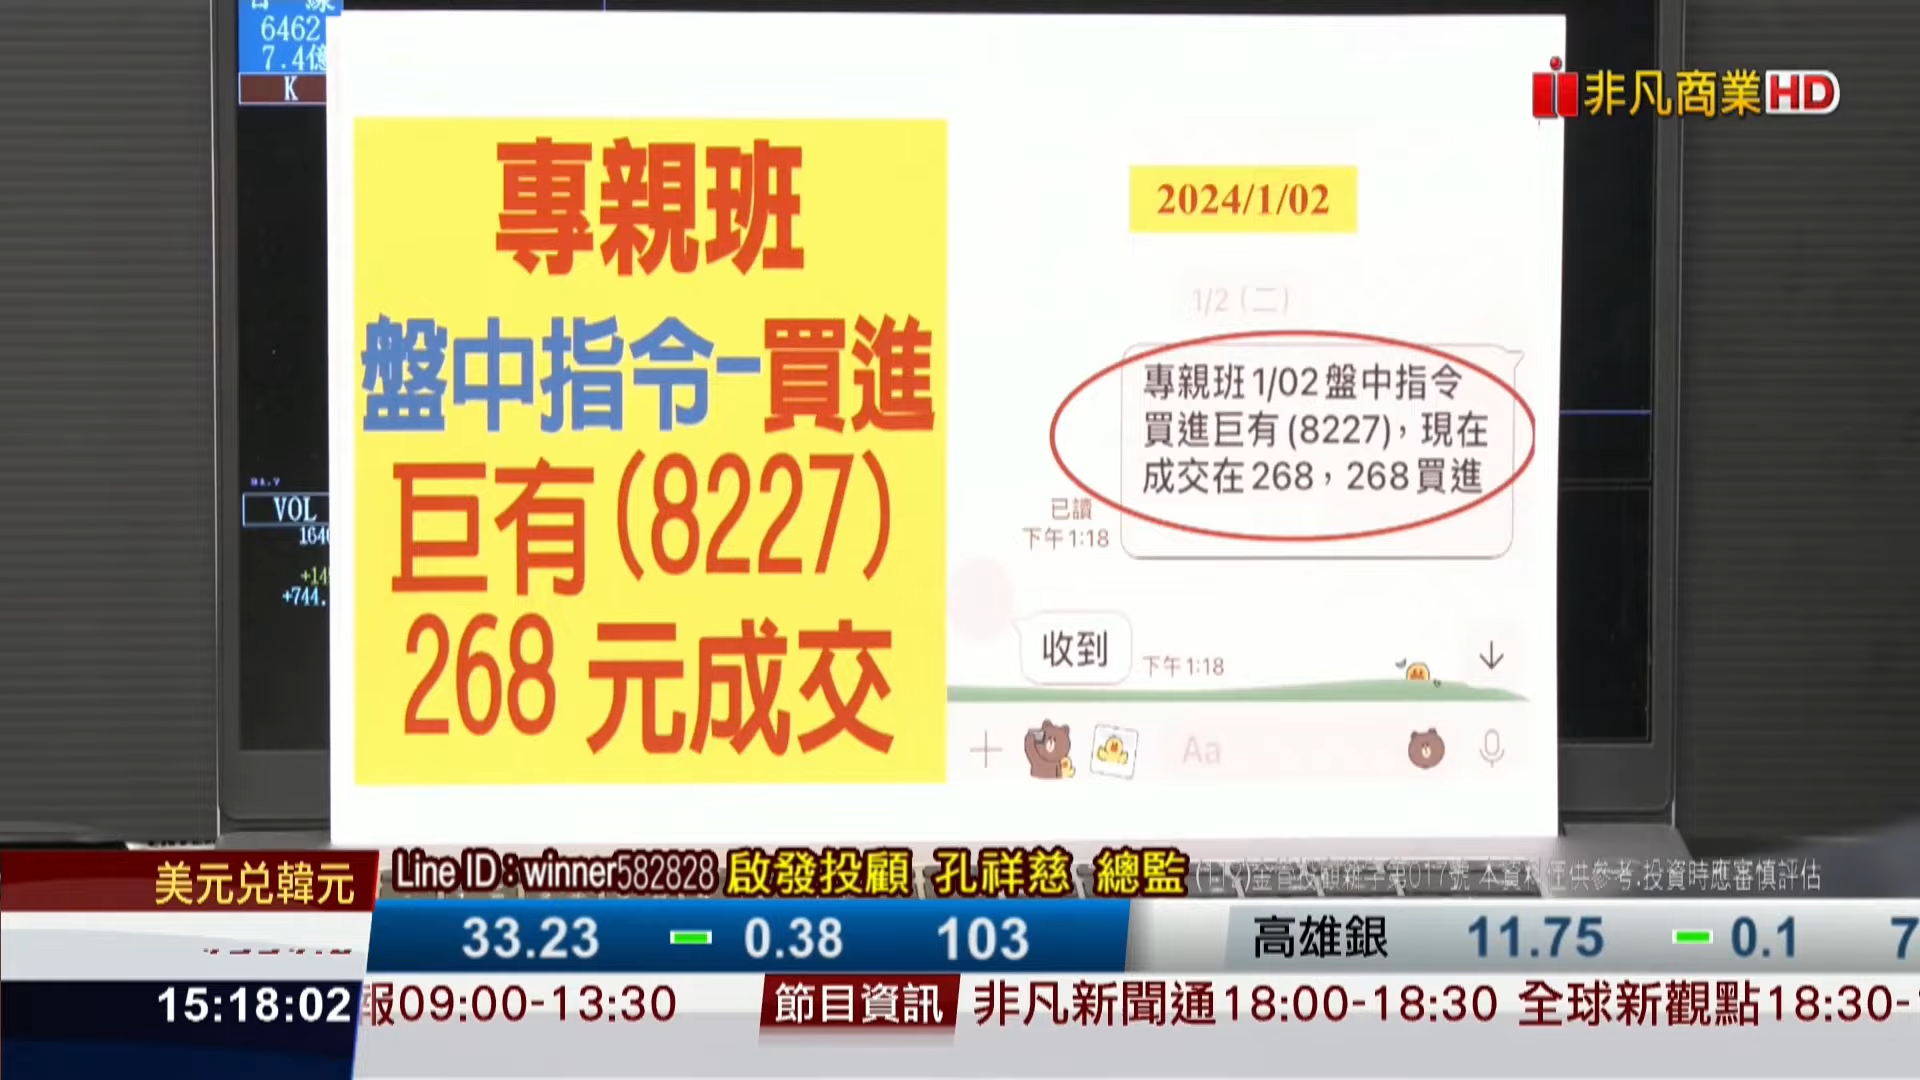 6462
7.4億
K
非凡商業HD
專親班
盤中指令-買進
巨有(8227)
268 元成交
2024/1/02
1/2 (二)
專親班1/02盤中指令
買進巨有(8227),現在
成交在268,268買進
已讀
下午1:18
收到
下午1:18
Aa
VOL
美元兌韓元
Line ID:winner582828 啟發投顧 孔祥慈 總監
本資料僅供參考,投資時應審慎評估
33.23 0.38 103
高雄銀 11.75 0.1
15:18:02
報09:00-13:30 節目資訊 非凡新聞通18:00-18:30 全球新觀點18:30-